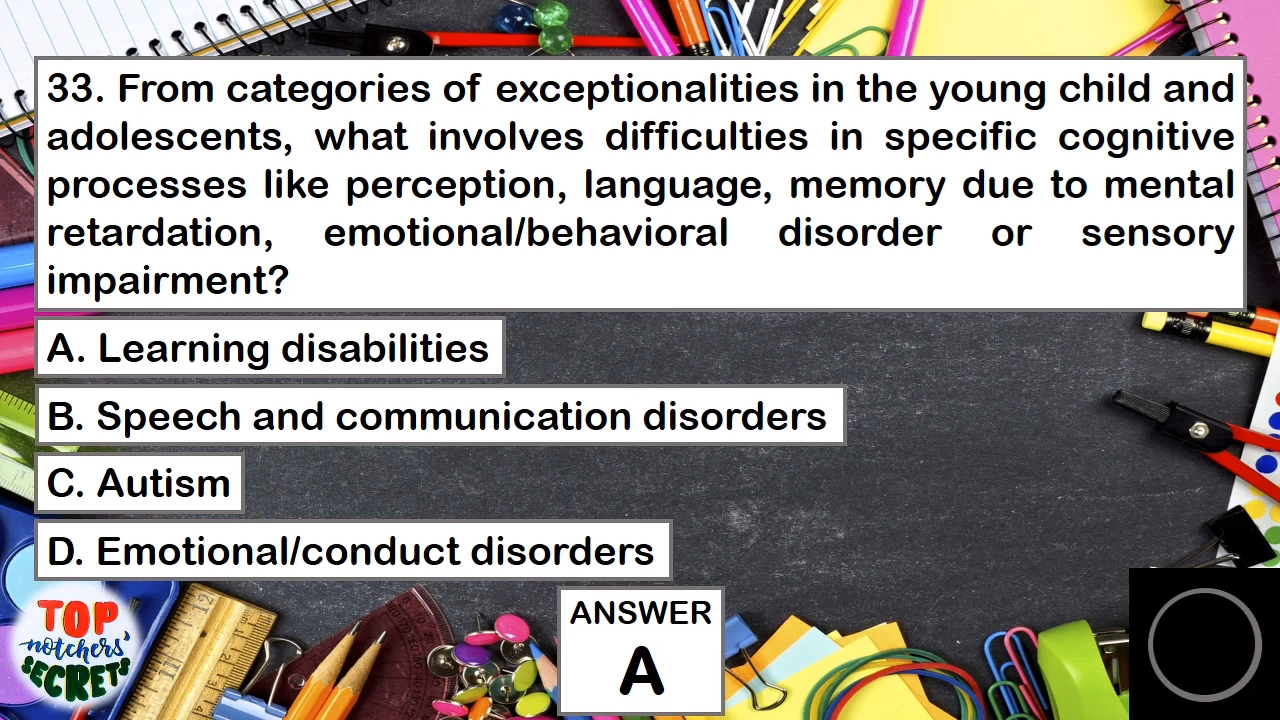 33. From categories of exceptionalities in the young child and
adolescents, what involves difficulties in specific cognitive
processes like perception, language, memory due to mental
retardation, emotional/behavioral disorder or sensory
impairment?
A. Learning disabilities
B. Speech and communication disorders
C. Autism
D. Emotional/conduct disorders
TOP
notchers'
SECRETS
ANSWER
A